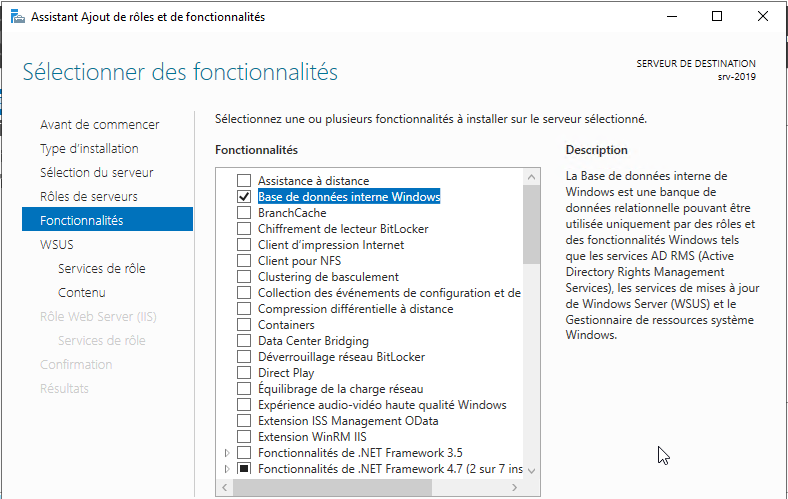 Assistant Ajout de rôles et de fonctionnalités
Sélectionner des fonctionnalités
SERVEUR DE DESTINATION
srv-2019
Avant de commencer
Type d'installation
Sélection du serveur
Rôles de serveurs
Fonctionnalités
WSUS
Services de rôle
Contenu
Rôle Web Server (IIS)
Services de rôle
Confirmation
Résultats
Sélectionnez une ou plusieurs fonctionnalités à installer sur le serveur sélectionné.
Fonctionnalités
Assistance à distance
Base de données interne Windows
BranchCache
Chiffrement de lecteur BitLocker
Client d'impression Internet
Client pour NFS
Clustering de basculement
Collection des événements de configuration et de
Compression différentielle à distance
Containers
Data Center Bridging
Déverrouillage réseau BitLocker
Direct Play
Équilibrage de la charge réseau
Expérience audio-vidéo haute qualité Windows
Extension ISS Management OData
Extension WinRM IIS
Fonctionnalités de .NET Framework 3.5
Fonctionnalités de .NET Framework 4.7 (2 sur 7 ins
Description
La Base de données interne de
Windows est une banque de
données relationnelle pouvant être
utilisée uniquement par des rôles et
des fonctionnalités Windows tels
que les services AD RMS (Active
Directory Rights Management
Services), les services de mises à jour
de Windows Server (WSUS) et le
Gestionnaire de ressources système
Windows.